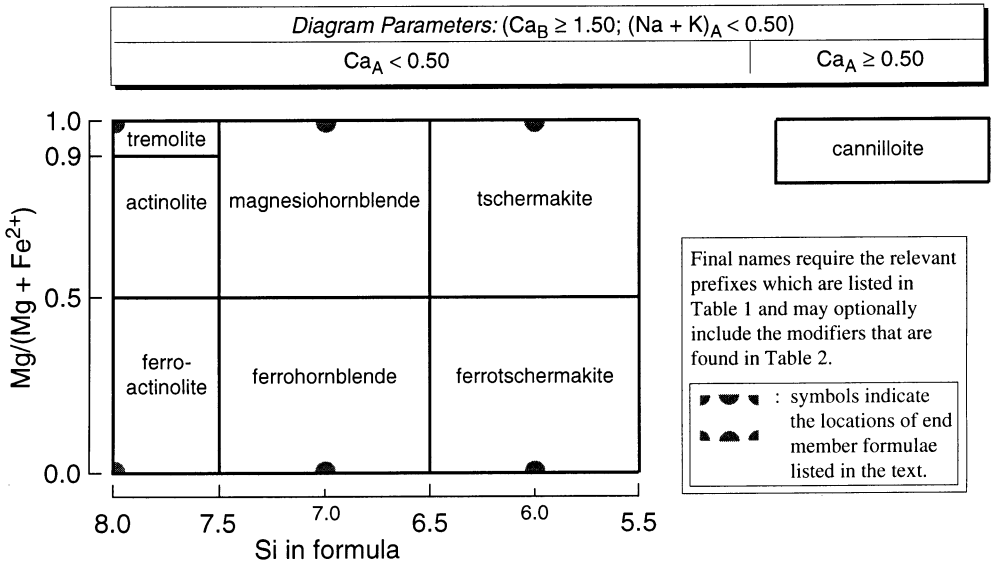 Diagram Parameters: (CaB ≥ 1.50; (Na + K)A < 0.50)
CaA < 0.50
CaA ≥ 0.50
1.0
0.9
0.5
0.0
Mg/(Mg + Fe2+)
tremolite
actinolite
magnesiohornblende
tschermakite
ferro-
actinolite
ferrohornblende
ferrotschermakite
8.0
7.5
7.0
6.5
6.0
5.5
Si in formula
cannilloite
Final names require the relevant
prefixes which are listed in
Table 1 and may optionally
include the modifiers that are
found in Table 2.
: symbols indicate
the locations of end
member formulae
listed in the text.